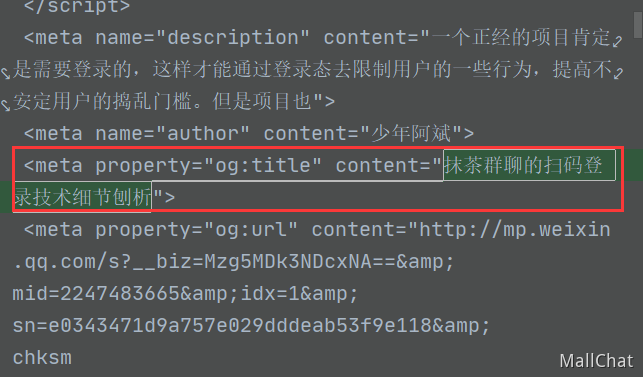 </script>
<meta name="description" content="一个正经的项目肯定
是需要登录的，这样才能通过登录态去限制用户的一些行为，提高不
安定用户的捣乱门槛。但是项目也">
<meta name="author" content="少年阿斌">
<meta property="og:title" content="抹茶群聊的扫码登
录技术细节刨析">
<meta property="og:url" content="http://mp.weixin
.qq.com/s?__biz=Mzg5MDk3NDcxNA==&amp;
mid=2247483665&amp;idx=1&amp;
sn=e0343471d9a757e029dddeab53f9e118&amp;
chksm
MallChat